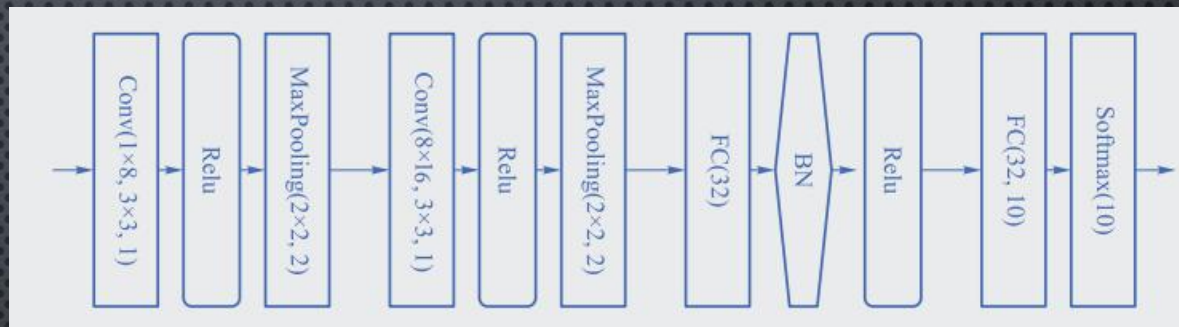 Conv(1×8, 3×3, 1)
Relu
MaxPooling(2×2, 2)
Conv(8×16, 3×3, 1)
Relu
MaxPooling(2×2, 2)
FC(32)
BN
Relu
FC(32, 10)
Softmax(10)